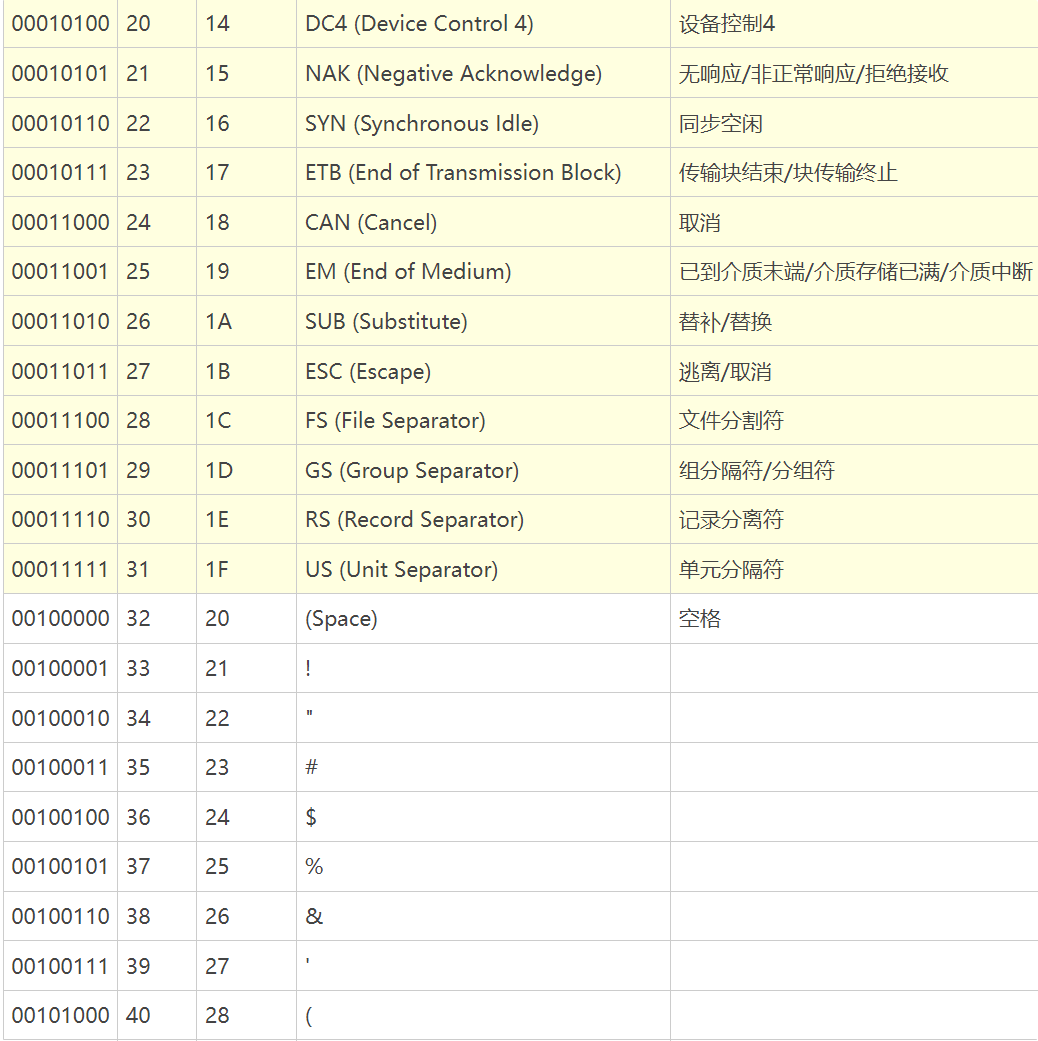 00010100 20 14 DC4 (Device Control 4) 设备控制4
00010101 21 15 NAK (Negative Acknowledge) 无响应/非正常响应/拒绝接收
00010110 22 16 SYN (Synchronous Idle) 同步空闲
00010111 23 17 ETB (End of Transmission Block) 传输块结束/块传输终止
00011000 24 18 CAN (Cancel) 取消
00011001 25 19 EM (End of Medium) 已到介质末端/介质存储已满/介质中断
00011010 26 1A SUB (Substitute) 替补/替换
00011011 27 1B ESC (Escape) 逃离/取消
00011100 28 1C FS (File Separator) 文件分割符
00011101 29 1D GS (Group Separator) 组分隔符/分组符
00011110 30 1E RS (Record Separator) 记录分离符
00011111 31 1F US (Unit Separator) 单元分隔符
00100000 32 20 (Space) 空格
00100001 33 21 !
00100010 34 22 "
00100011 35 23 #
00100100 36 24 $
00100101 37 25 %
00100110 38 26 &
00100111 39 27 '
00101000 40 28 (